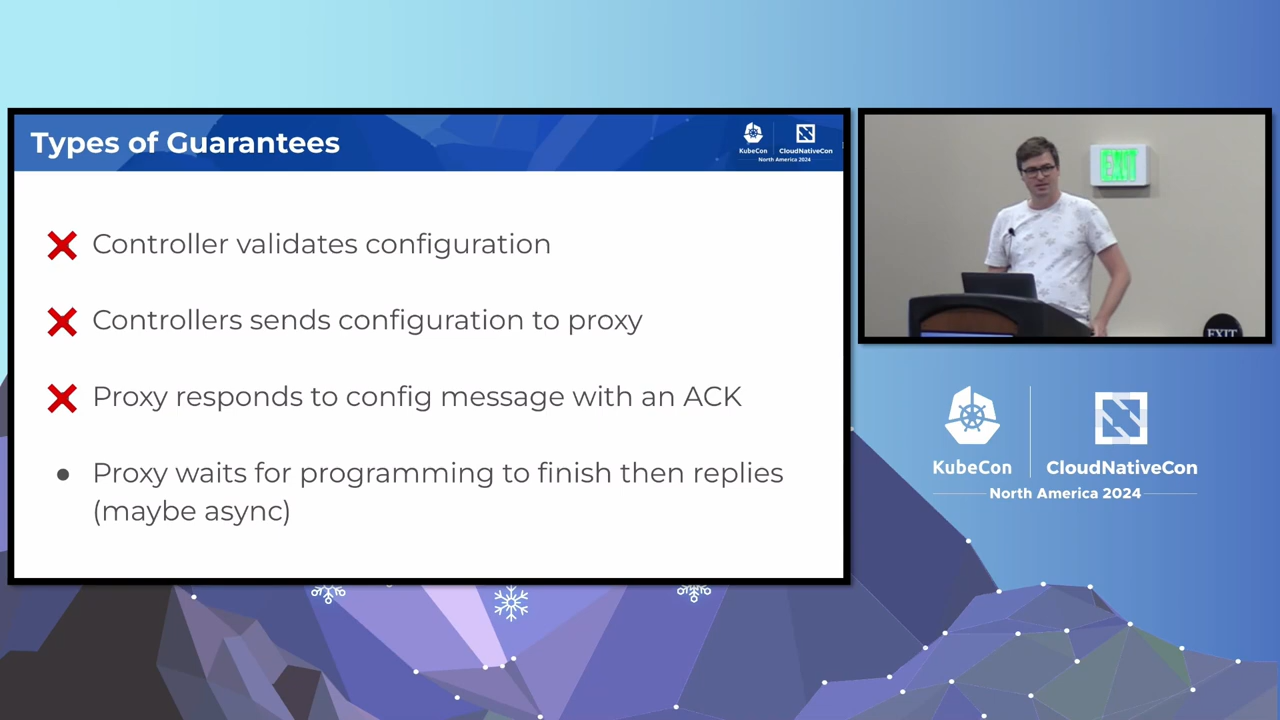 Types of Guarantees
KubeCon
CloudNativeCon
North America 2024
Controller validates configuration
Controllers sends configuration to proxy
Proxy responds to config message with an ACK
Proxy waits for programming to finish then replies
(maybe async)
EXIT
EXIT
KubeCon
CloudNativeCon
North America 2024